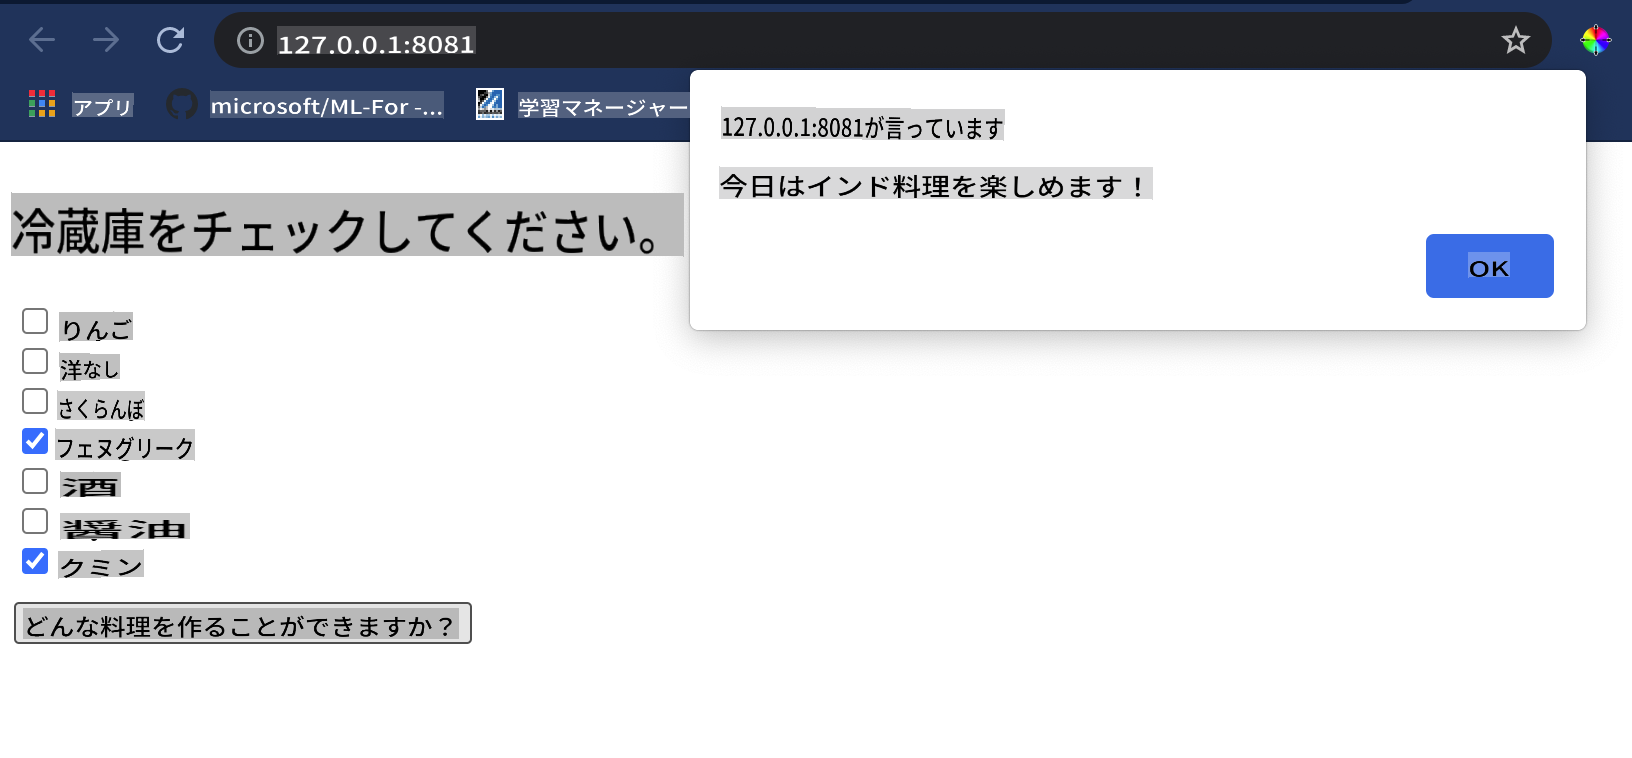 127.0.0.1:8081
アプリ
microsoft/ML-For -...
学習マネージャー
127.0.0.1:8081が言っています
今日はインド料理を楽しめます！
OK
冷蔵庫をチェックしてください。
りんご
洋なし
さくらんぼ
フェヌグリーク
酒
醤油
クミン
どんな料理を作ることができますか？